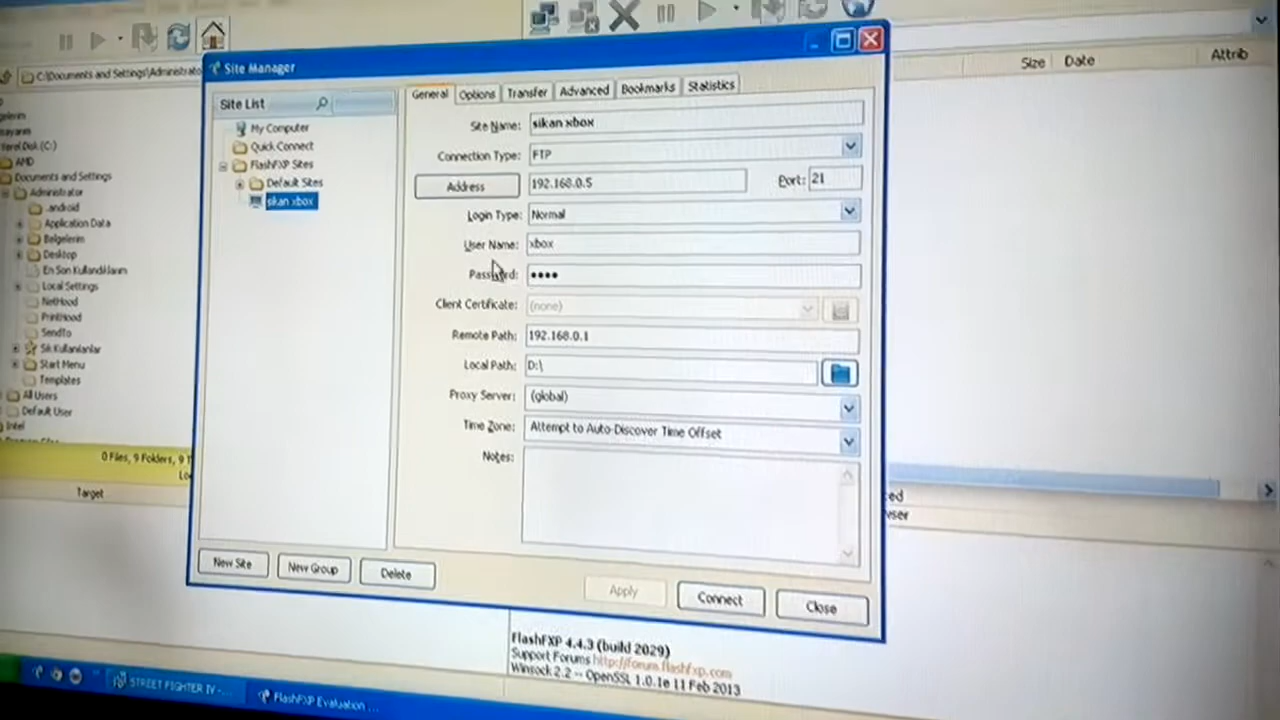 Site Manager
C:\Documents and Settings\Administrato
Size
Date
Attrib
Site List
My Computer
Quick Connect
FlashFXP Sites
Default Sites
sikan xbox
General
Options
Transfer
Advanced
Bookmarks
Statistics
Site Name: sikan xbox
Connection Type: FTP
Address 192.168.0.5 Port: 21
Login Type: Normal
User Name: xbox
Password: ••••
Client Certificate: (none)
Remote Path: 192.168.0.1
Local Path: D:\
Proxy Server: (global)
Time Zone: Attempt to Auto-Discover Time Offset
Notes:
New Site
New Group
Delete
Apply
Connect
Close
Yerel Disk (C:)
AMD
Documents and Settings
Administrator
.android
Application Data
Belgelerim
Desktop
En Son Kullandıklarım
Local Settings
NetHood
PrintHood
SendTo
Sık Kullanılanlar
Start Menu
Templates
All Users
Default User
Intel
0 Files, 9 Folders, 9
Target
FlashFXP 4.4.3 (build 2029)
Support Forums http://forum.flashfxp.com
Winsock 2.2 -- OpenSSL 1.0.1e 11 Feb 2013
STREET FIGHTER IV -...
FlashFXP Evaluation ...